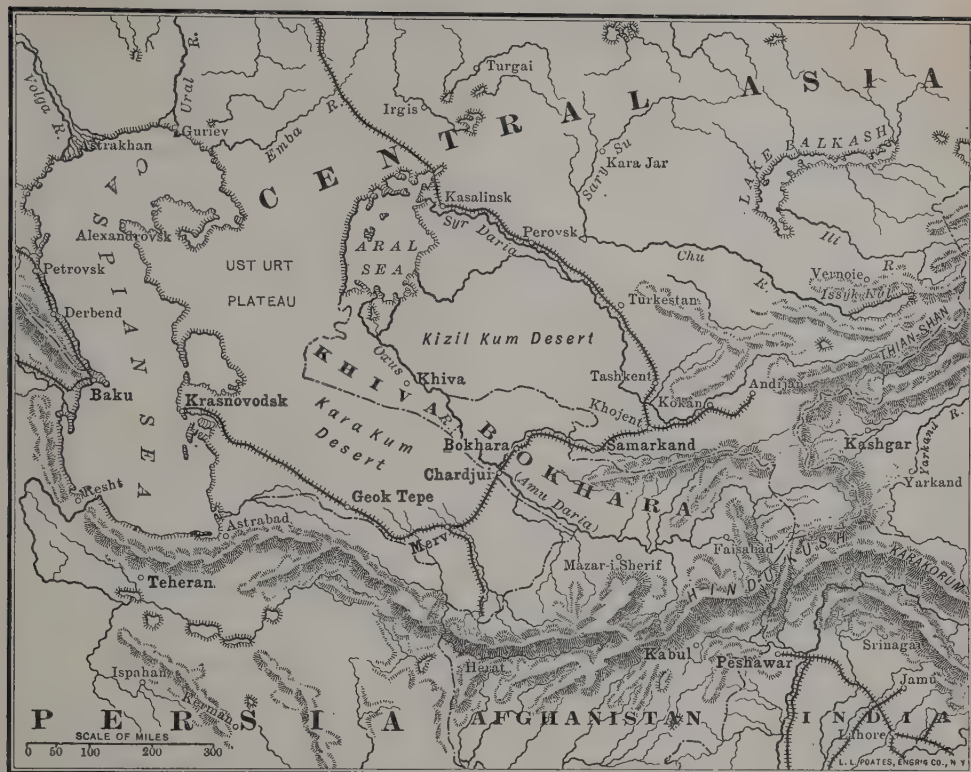 Volga R.
Ural R.
Turgai
CENTRAL ASIA
Irgis
Emba R.
Guriev
Astrakhan
Sary Su
Kara Jar
LAKE BALKASH
CASPIAN SEA
Kasalinsk
Alexandrovsk
ARAL
SEA
Syr Daria
Perovsk
Ili R.
UST URT
PLATEAU
Chu R.
Petrovsk
Vernoie
Issyk Kul
Turkestan
Derbend
Kizil Kum Desert
THIAN-SHAN
KHIVA
Oxus R.
Khiva
Tashkent
Andijan
Baku
Krasnovodsk
Kara Kum
Desert
Khojent
Kokan
BOKHARA
Bokhara
Samarkand
Kashgar
Yarkand R.
Chardjui
Yarkand
Resht
Geok Tepe
(Amu Daria)
Astrabad
Merv
Faisabad
HINDU KUSH
KARAKORUM
Mazar-i Sherif
Teheran
Kabul
Peshawar
Srinagar
Herat
Ispahan
Jamu
Kerman
PERSIA
AFGHANISTAN
INDIA
Lahore
SCALE OF MILES
0 50 100 200 300
L.L. POATES, ENGR'G CO., N.Y.